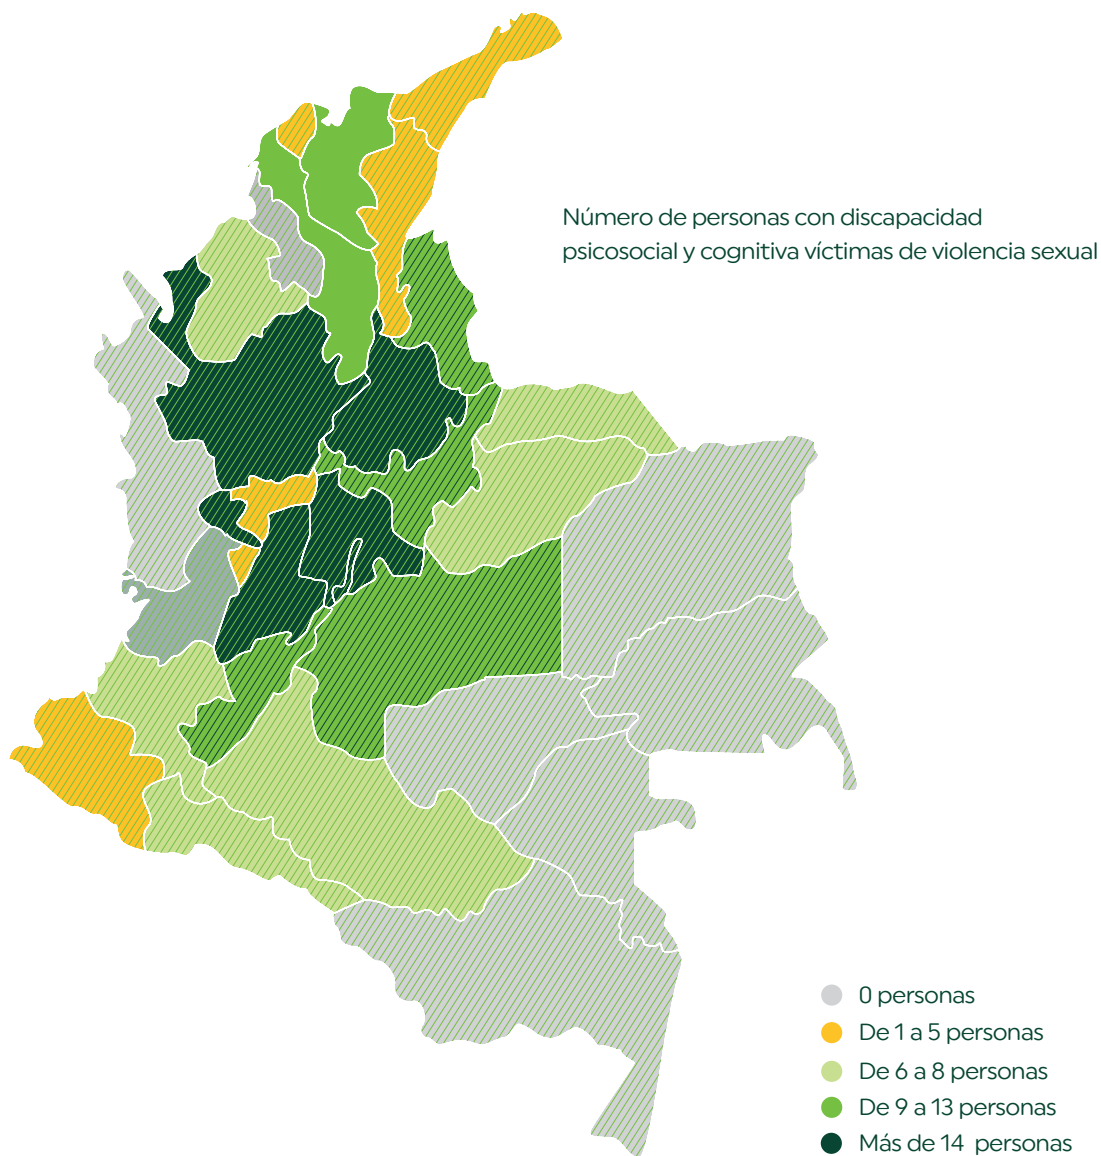 Número de personas con discapacidad
psicosocial y cognitiva víctimas de violencia sexual
0 personas
De 1 a 5 personas
De 6 a 8 personas
De 9 a 13 personas
Más de 14 personas